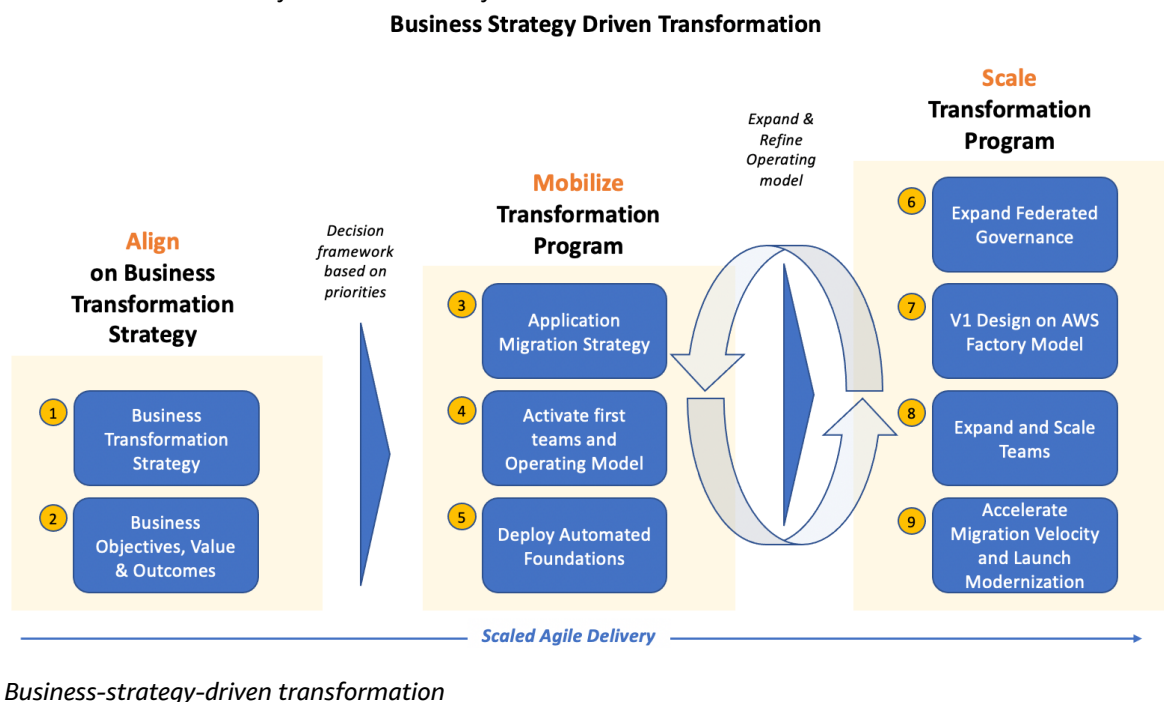 Business Strategy Driven Transformation
Align
on Business
Transformation
Strategy
1
Business
Transformation
Strategy
2
Business
Objectives, Value
& Outcomes
Decision
framework
based on
priorities
Mobilize
Transformation
Program
3
Application
Migration Strategy
4
Activate first
teams and
Operating Model
5
Deploy Automated
Foundations
Expand &
Refine
Operating
model
Scale
Transformation
Program
6
Expand Federated
Governance
7
V1 Design on AWS
Factory Model
8
Expand and Scale
Teams
9
Accelerate
Migration Velocity
and Launch
Modernization
Scaled Agile Delivery
Business-strategy-driven transformation